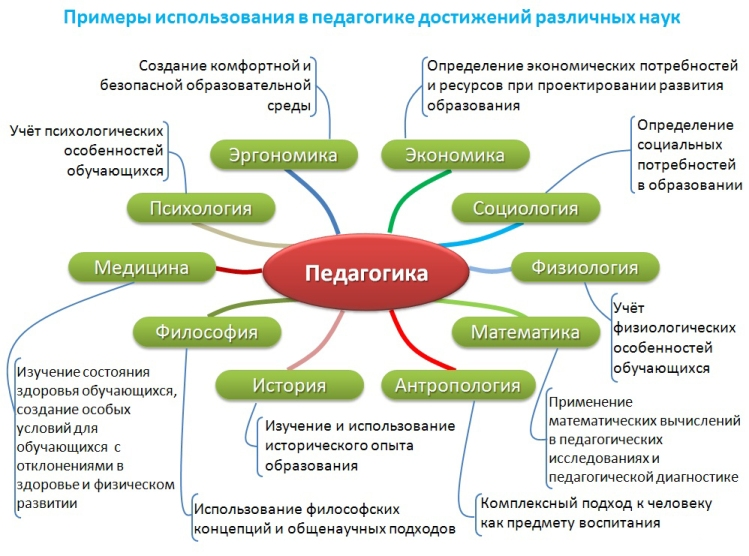 Примеры использования в педагогике достижений различных наук
Создание комфортной и
безопасной образовательной
среды
Определение экономических потребностей
и ресурсов при проектировании развития
образования
Учёт психологических
особенностей
обучающихся
Определение
социальных
потребностей
в образовании
Эргономика
Экономика
Психология
Социология
Медицина
Педагогика
Физиология
Философия
Математика
Учёт
физиологических
особенностей
обучающихся
История
Антропология
Изучение состояния
здоровья обучающихся,
создание особых
условий для
обучающихся с
отклонениями в
здоровье и физическом
развитии
Изучение и использование
исторического опыта
образования
Применение
математических вычислений
в педагогических
исследованиях и
педагогической диагностике
Использование философских
концепций и общенаучных подходов
Комплексный подход к человеку
как предмету воспитания